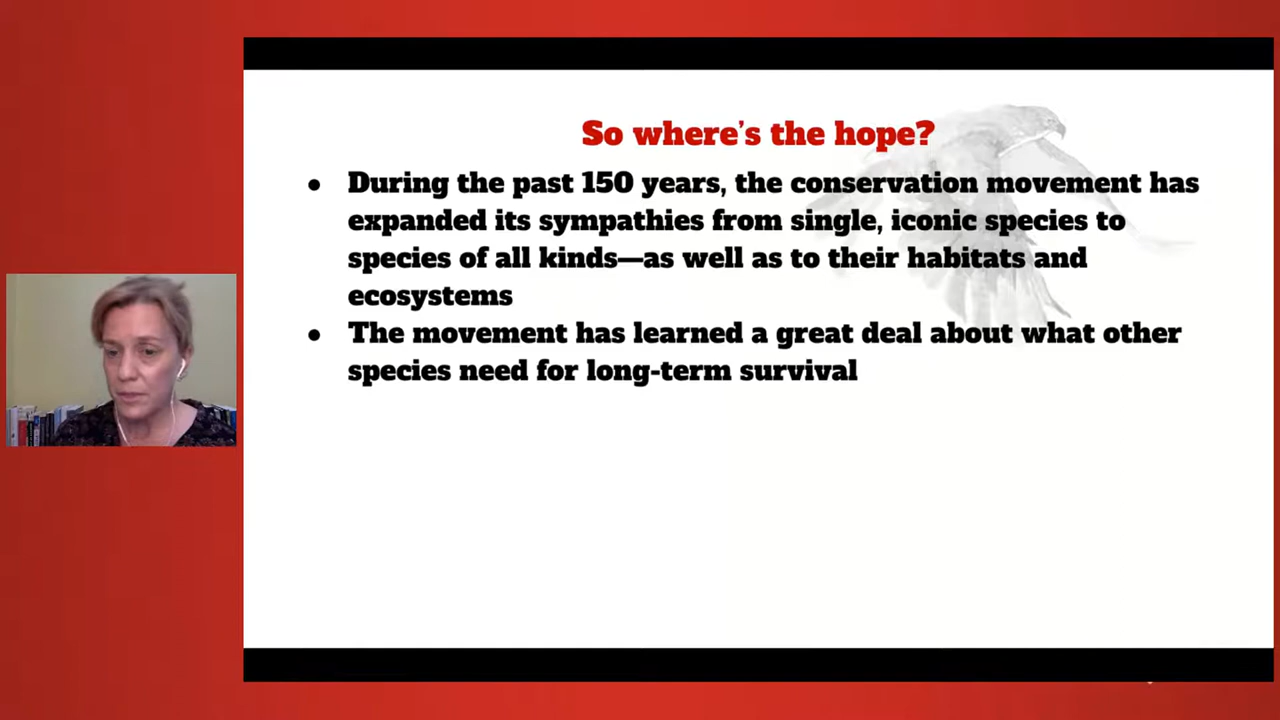 So where's the hope?
● During the past 150 years, the conservation movement has
expanded its sympathies from single, iconic species to
species of all kinds—as well as to their habitats and
ecosystems
● The movement has learned a great deal about what other
species need for long-term survival